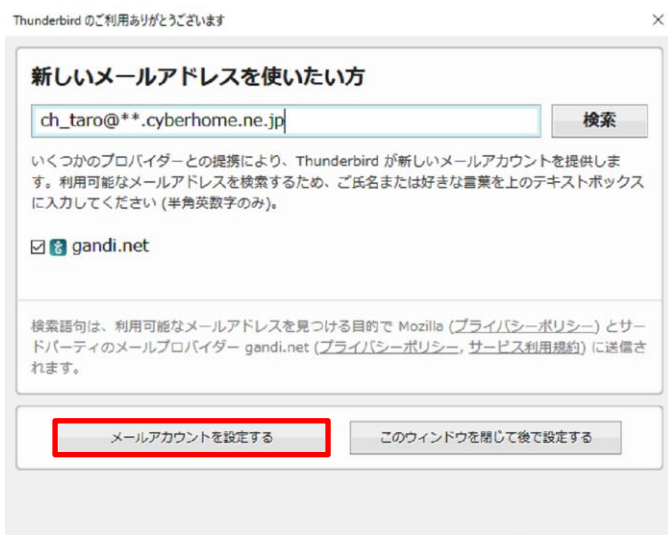 Thunderbird のご利用ありがとうございます
新しいメールアドレスを使いたい方
ch_taro@**.cyberhome.ne.jp
検索
いくつかのプロバイダーとの提携により、Thunderbird が新しいメールアカウントを提供しま
す。利用可能なメールアドレスを検索するため、ご氏名または好きな言葉を上のテキストボックス
に入力してください (半角英数字のみ)。
gandi.net
検索語句は、利用可能なメールアドレスを見つける目的で Mozilla (プライバシーポリシー) とサー
ドパーティのメールプロバイダー gandi.net (プライバシーポリシー, サービス利用規約) に送信さ
れます。
メールアカウントを設定する
このウィンドウを閉じて後で設定する